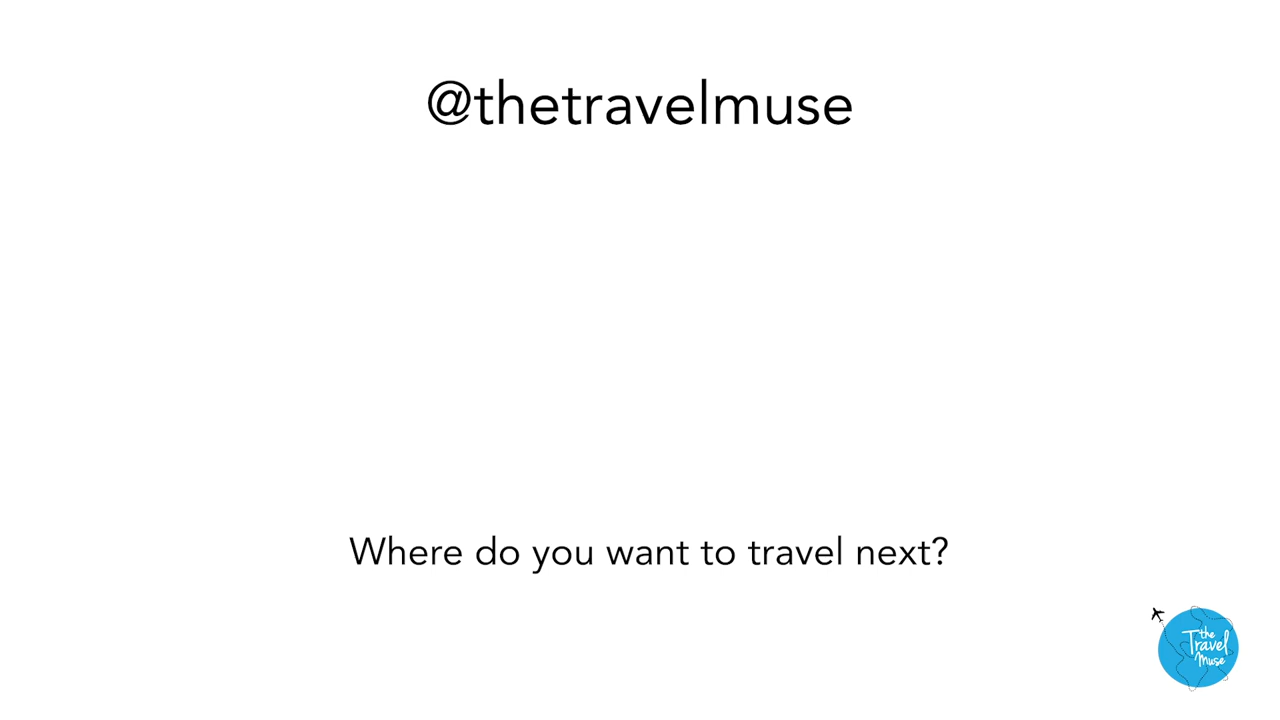 @thetravelmuse
Where do you want to travel next?
the
Travel
Muse